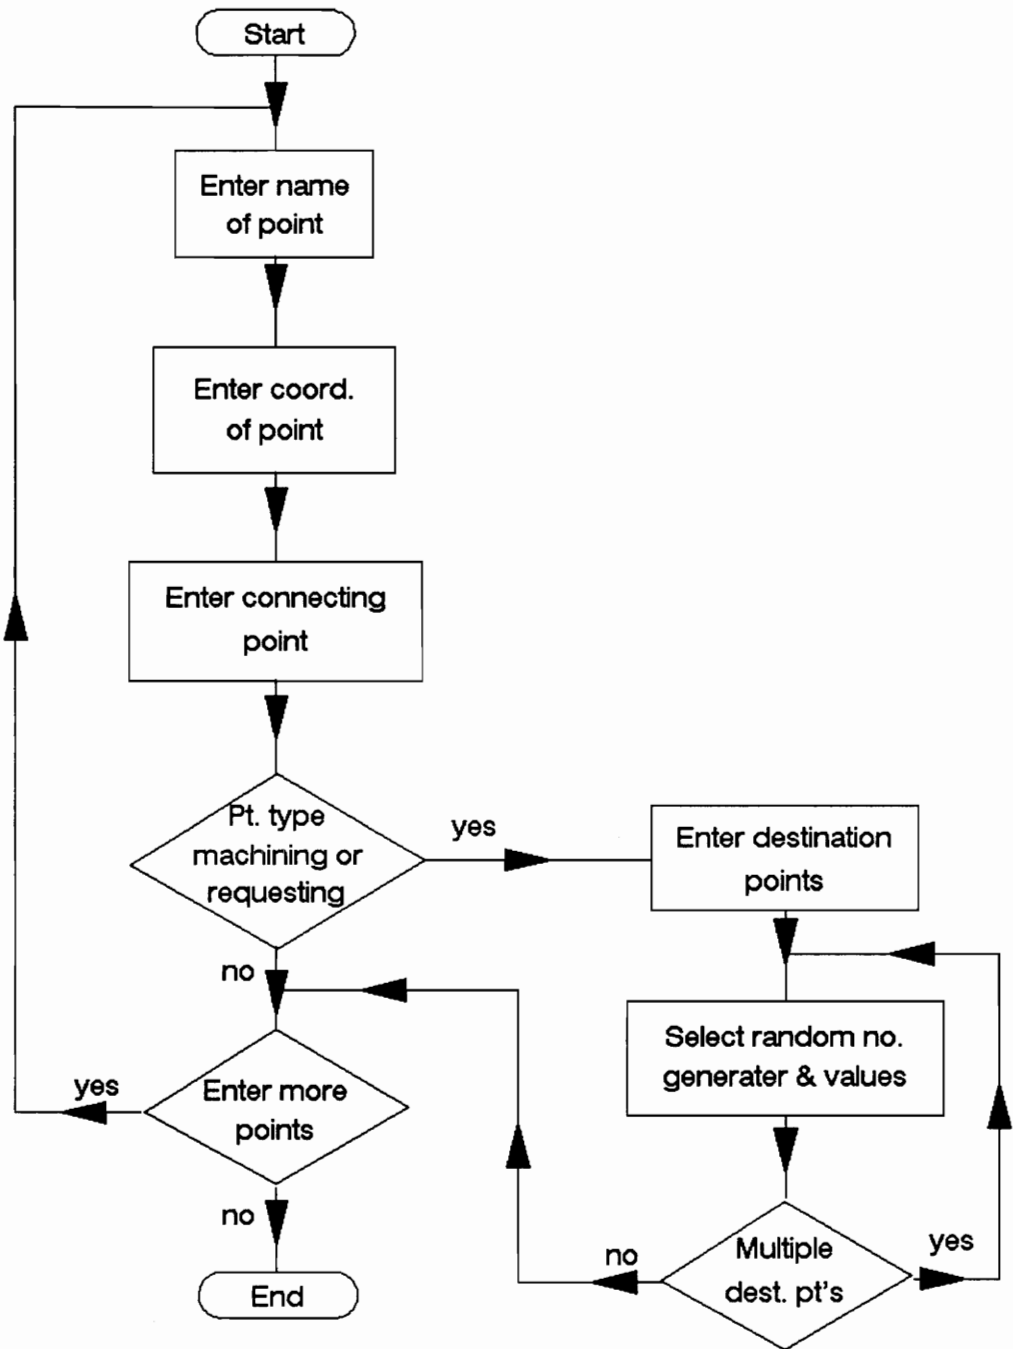 Start
Enter name
of point
Enter coord.
of point
Enter connecting
point
Pt. type
machining or
requesting
yes
Enter destination
points
no
Select random no.
generater & values
yes
Enter more
points
no
End
no
Multiple
dest. pt's
yes